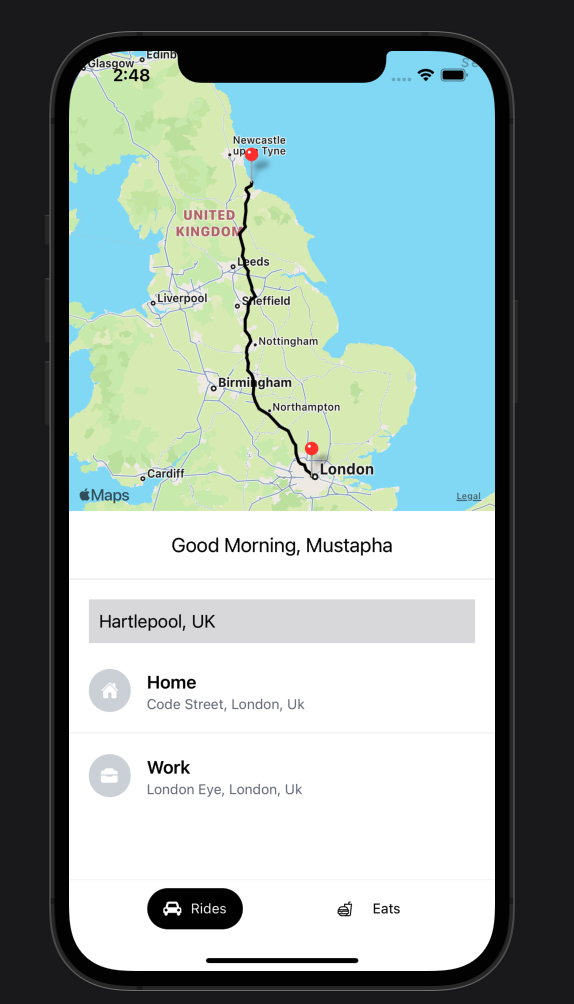 Glasgow
Edinb
2:48
Newcastle
upon Tyne
UNITED
KINGDOM
Leeds
Liverpool
Sheffield
Nottingham
Birmingham
Northampton
London
Cardiff
Maps
Legal
Good Morning, Mustapha
Hartlepool, UK
Home
Code Street, London, Uk
Work
London Eye, London, Uk
Rides
Eats